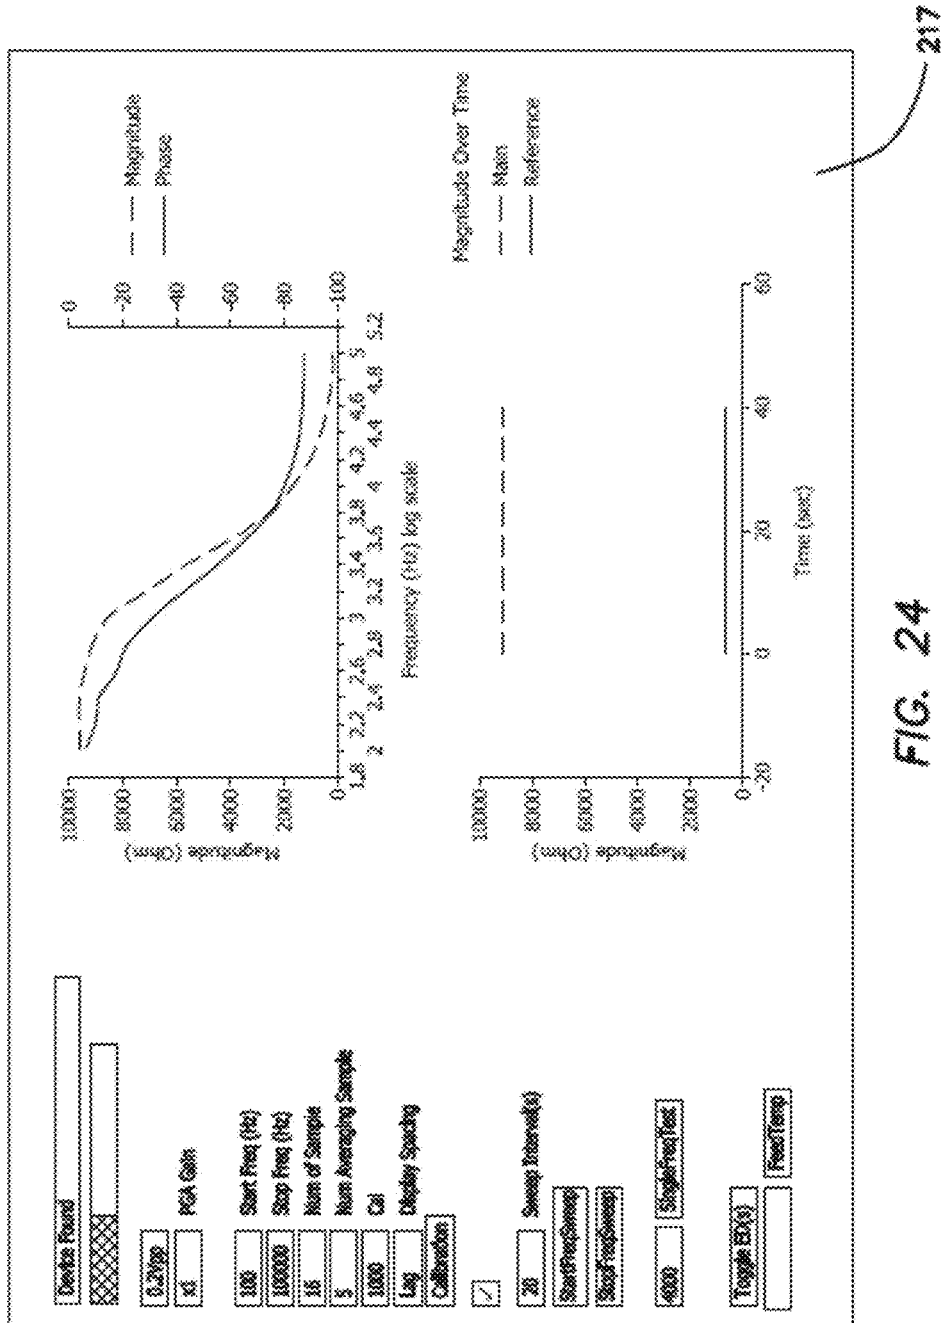 Device Found
0.2Vpp
x1 PGA Gain
100 Start Freq (Hz)
100000 Stop Freq (Hz)
16 Num of Sample
5 Num Averaging Sample
1000 Cal
Log Display Spacing
Calibration
20 Sweep Interval(s)
StartFreqSweep
StopFreqSweep
4000 SingleFreqTest
Toggle ED(s)
ReadTemp
Magnitude (Ohm)
10000
8000
6000
4000
2000
0
0
-20
-40
-60
-80
-100
1.8 2 2.2 2.4 2.6 2.8 3 3.2 3.4 3.6 3.8 4 4.2 4.4 4.6 4.8 5 5.2
Frequency (Hz) log scale
Magnitude
Phase
Magnitude (Ohm)
10000
8000
6000
4000
2000
0
-20 0 20 40 60
Time (sec)
Magnitude Over Time
Main
Reference
217
FIG. 24